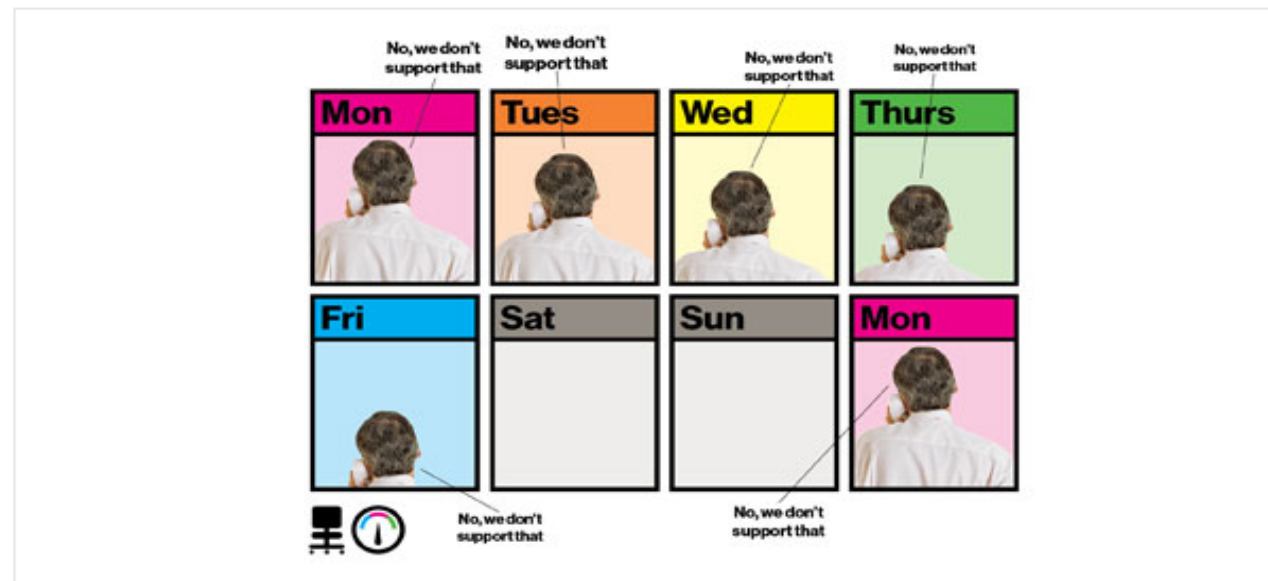 No, we don't
support that
No, we don't
support that
No, we don't
support that
No, we don't
support that
Mon
Tues
Wed
Thurs
Fri
Sat
Sun
Mon
No, we don't
support that
No, we don't
support that